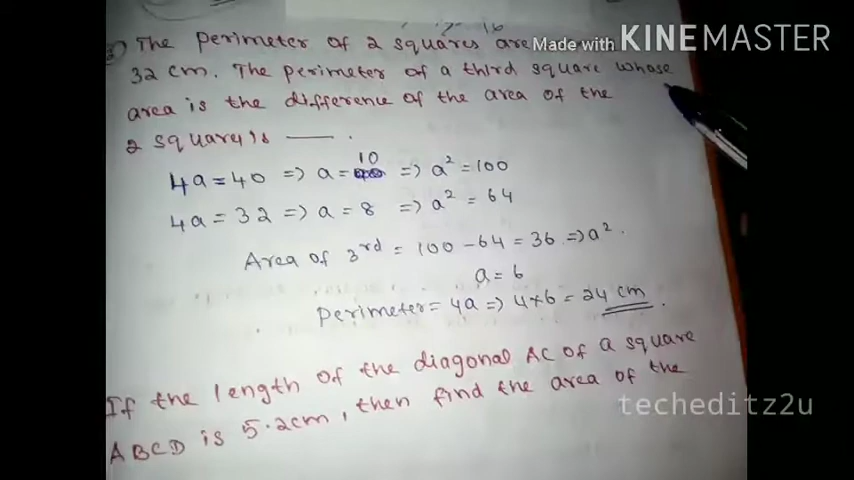 The perimeter of 2 squares are
Made with KINEMASTER
32 cm. The perimeter of a third square whose
area is the difference of the area of the
2 squares is ——.
4a = 40 => a = 10 => a² = 100
4a = 32 => a = 8 => a² = 64
Area of 3rd = 100 - 64 = 36 => a².
a = 6
Perimeter = 4a => 4*6 = 24 cm.
If the length of the diagonal AC of a square
ABCD is 5.2cm, then find the area of the
techeditz2u